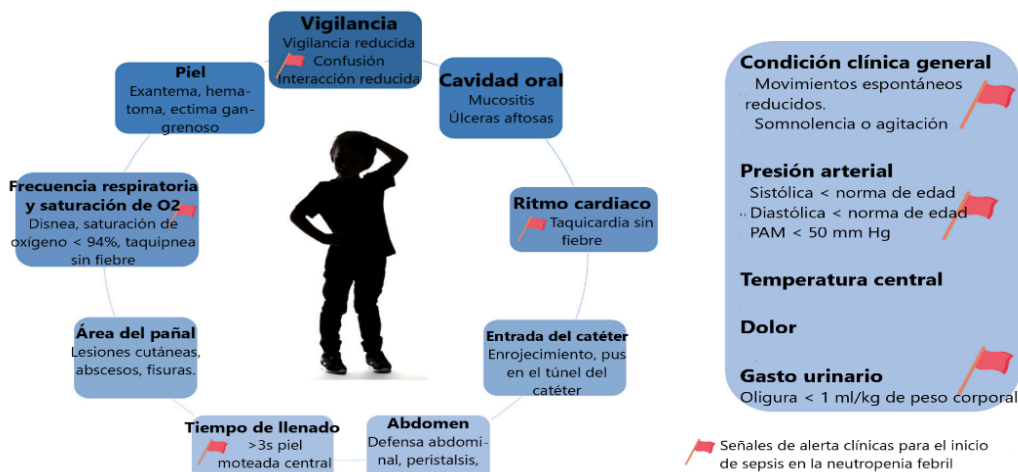 Vigilancia
Vigilancia reducida
Confusión
Interacción reducida
Cavidad oral
Mucositis
Úlceras aftosas
Ritmo cardiaco
Taquicardia sin
fiebre
Entrada del catéter
Enrojecimiento, pus
en el túnel del
catéter
Abdomen
Defensa abdomi-
nal, peristalsis,
Tiempo de llenado
>3s piel
moteada central
Área del pañal
Lesiones cutáneas,
abscesos, fisuras.
Frecuencia respiratoria
y saturación de O2
Disnea, saturación de
oxígeno < 94%, taquipnea
sin fiebre
Piel
Exantema, hema-
toma, ectima gan-
grenoso
Condición clínica general
Movimientos espontáneos
reducidos.
Somnolencia o agitación .
Presión arterial
Sistólica < norma de edad
Diastólica < norma de edad
PAM < 50 mm Hg
Temperatura central
Dolor
Gasto urinario
Oligura < 1 ml/kg de peso corporal
Señales de alerta clínicas para el inicio
de sepsis en la neutropenia febril